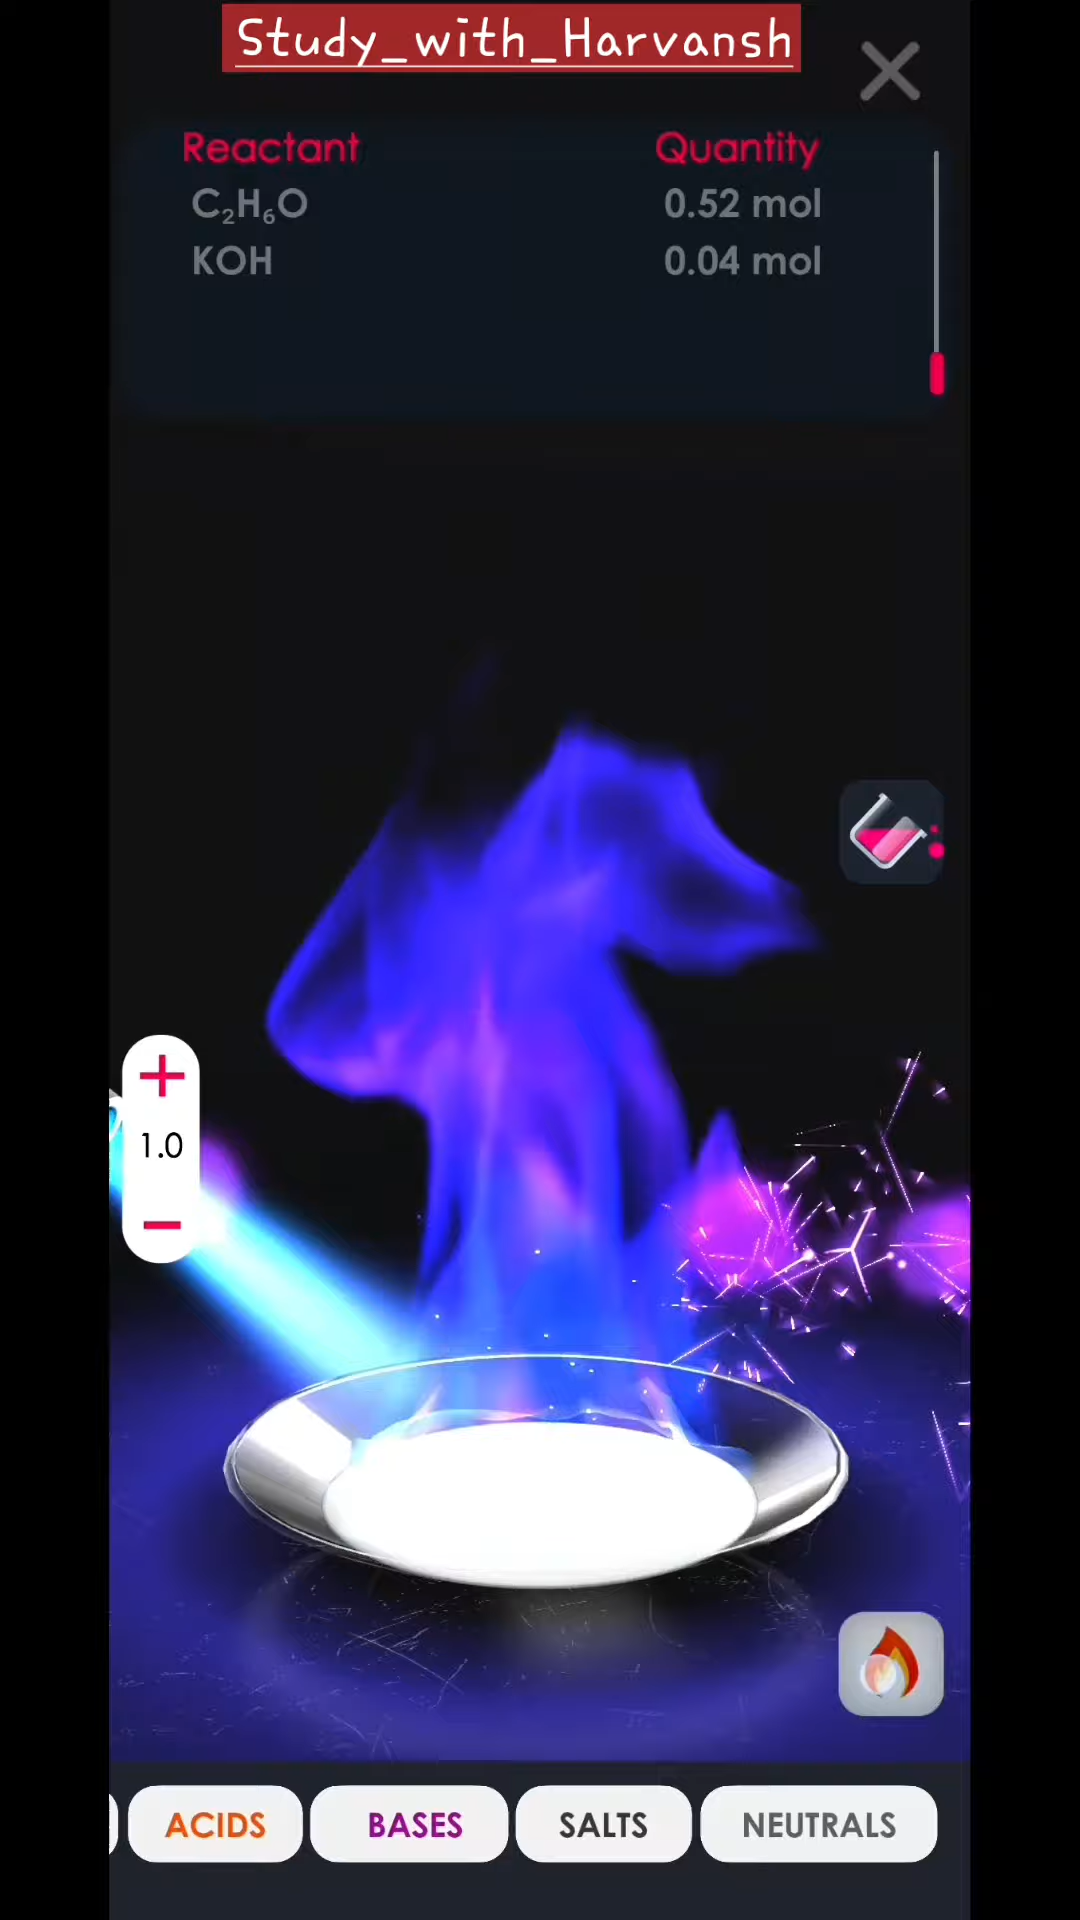 Study_with_Harvansh
Reactant Quantity
C₂H₆O 0.52 mol
KOH 0.04 mol
1.0
ACIDS BASES SALTS NEUTRALS